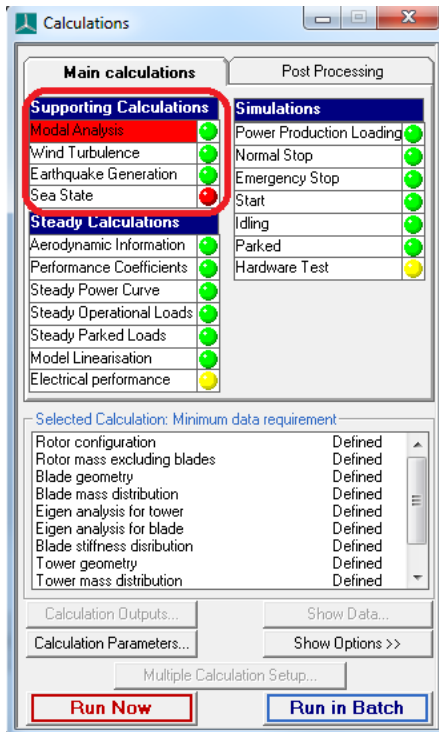 Calculations
Main calculations
Post Processing
Supporting Calculations
Modal Analysis
Wind Turbulence
Earthquake Generation
Sea State
Steady Calculations
Aerodynamic Information
Performance Coefficients
Steady Power Curve
Steady Operational Loads
Steady Parked Loads
Model Linearisation
Electrical performance
Simulations
Power Production Loading
Normal Stop
Emergency Stop
Start
Idling
Parked
Hardware Test
Selected Calculation: Minimum data requirement
Rotor configuration Defined
Rotor mass excluding blades Defined
Blade geometry Defined
Blade mass distribution Defined
Eigen analysis for tower Defined
Eigen analysis for blade Defined
Blade stiffness disribution Defined
Tower geometry Defined
Tower mass distribution Defined
Calculation Outputs... Show Data...
Calculation Parameters... Show Options >>
Multiple Calculation Setup...
Run Now Run in Batch